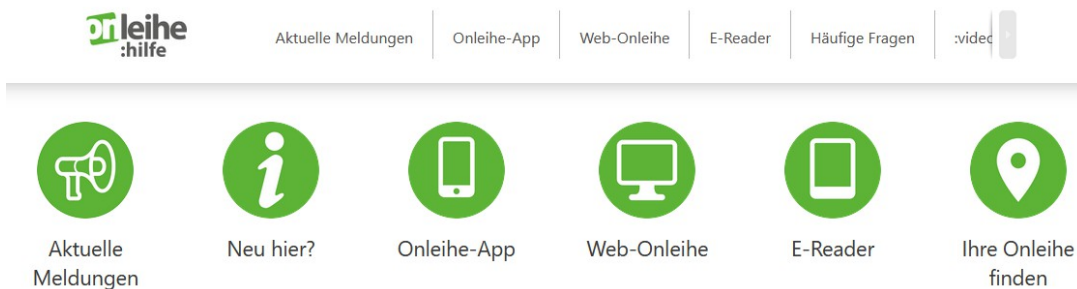 onleihe
:hilfe
Aktuelle Meldungen
Onleihe-App
Web-Onleihe
E-Reader
Häufige Fragen
:videc
Aktuelle
Meldungen
Neu hier?
Onleihe-App
Web-Onleihe
E-Reader
Ihre Onleihe
finden